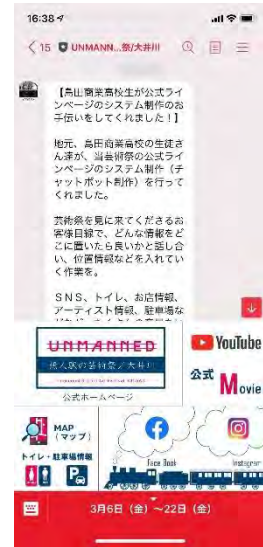 16:38
15 UNMANN...祭/大井川
【島田商業高校生が公式ライ
ンページのシステム制作のお
手伝いをしてくれました！】
地元、島田商業高校の生徒さ
ん達が、当芸術祭の公式ライ
ンページのシステム制作（チ
ャットボット制作）を行って
くれました。
芸術祭を見に来てくださるお
客様目線で、どんな情報をど
こに置いたら良いかと話し合
い、位置情報などを入れてい
く作業を。
ＳＮＳ、トイレ、お店情報、
アーティスト情報、駐車場な
UNMANNED
無人駅の芸術祭／大井川
公式ホームページ
YouTube
公式 Movie
MAP
（マップ）
トイレ・駐車場情報
P
Face Book
Instagram
3月6日（金）～22日（金）